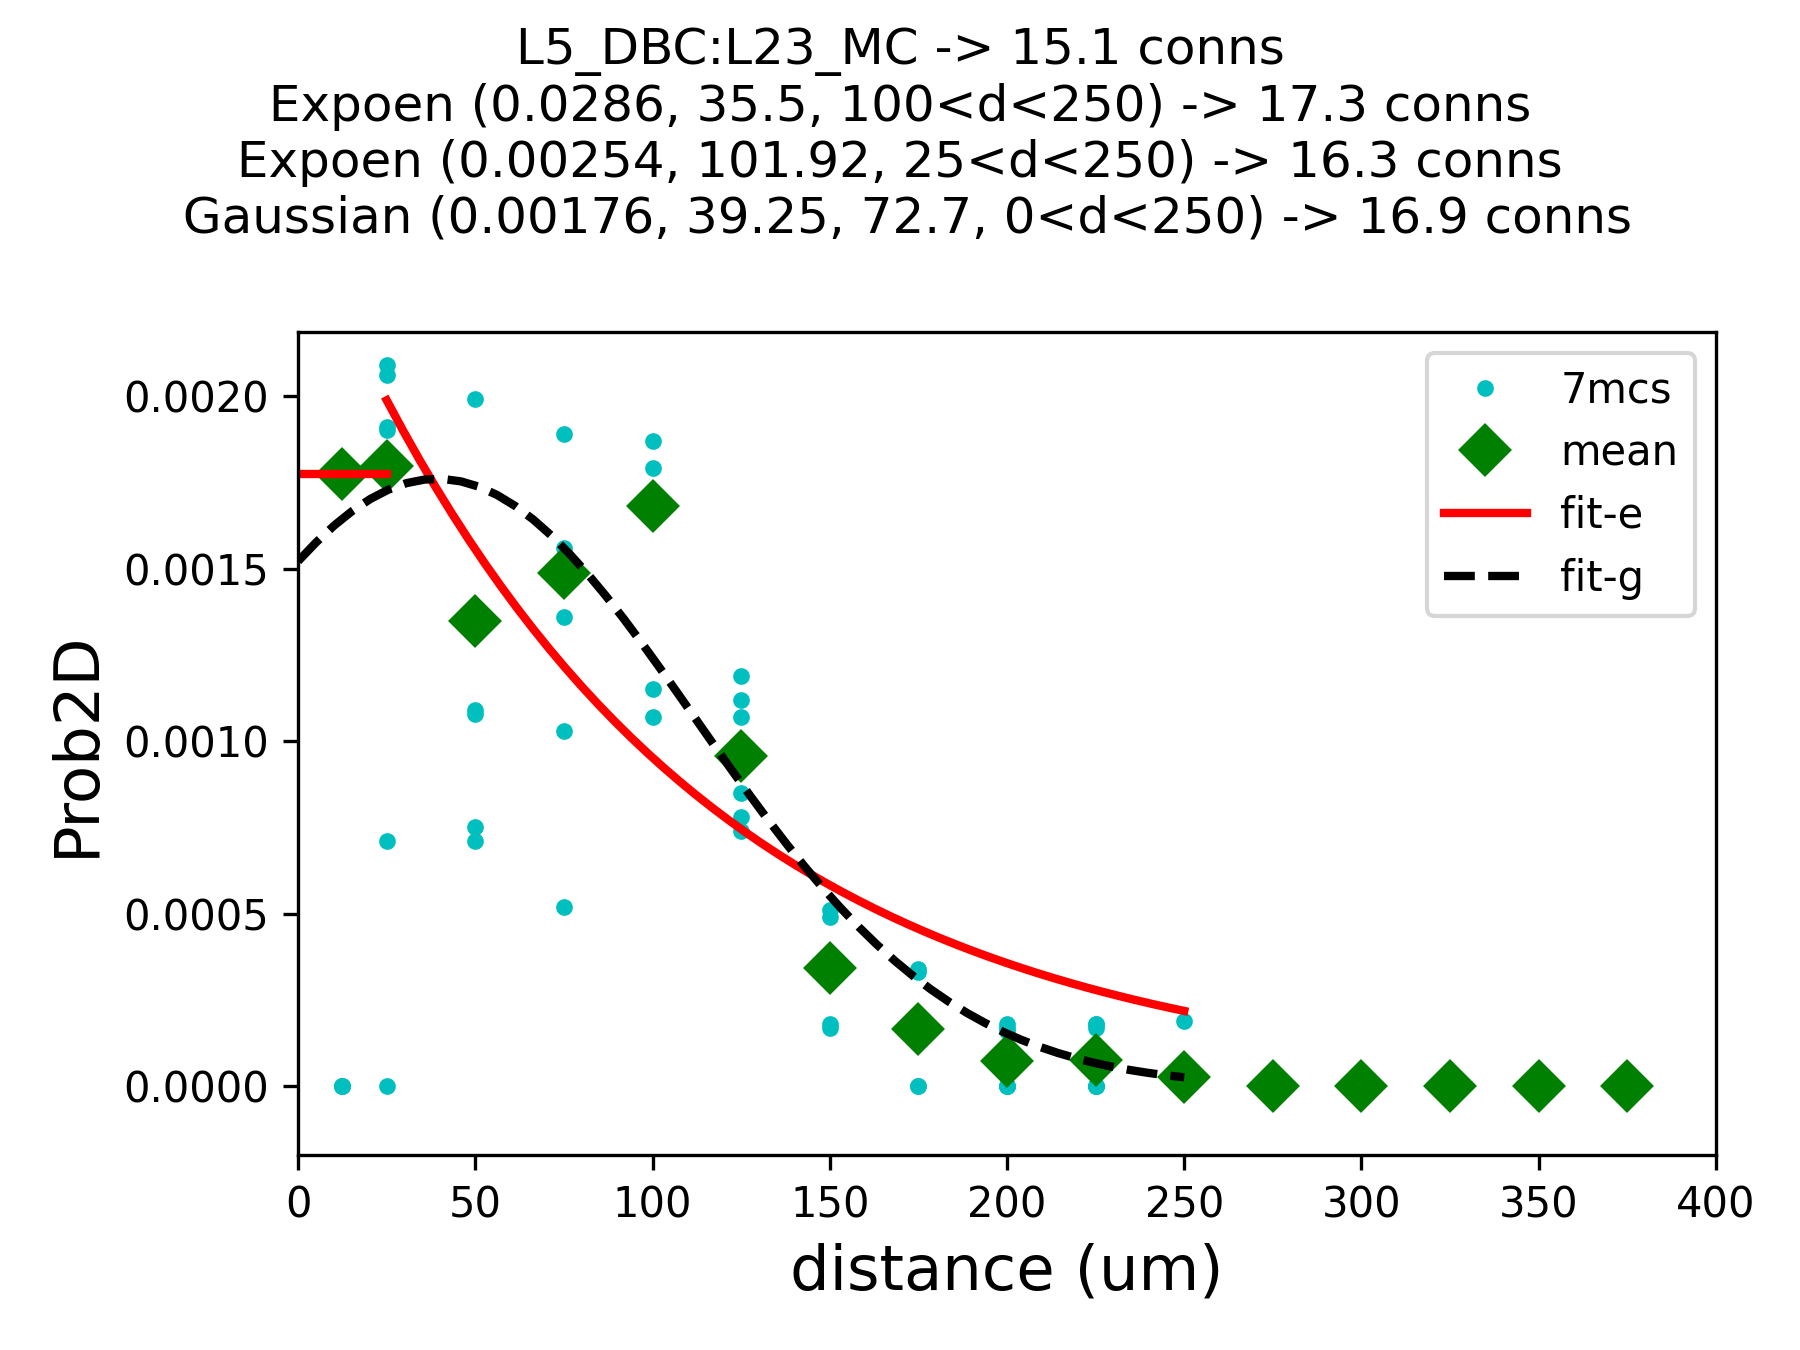 L5_DBC:L23_MC -> 15.1 conns
Expoen (0.0286, 35.5, 100<d<250) -> 17.3 conns
Expoen (0.00254, 101.92, 25<d<250) -> 16.3 conns
Gaussian (0.00176, 39.25, 72.7, 0<d<250) -> 16.9 conns
7mcs
mean
fit-e
fit-g
Prob2D
0.0020
0.0015
0.0010
0.0005
0.0000
0 50 100 150 200 250 300 350 400
distance (um)